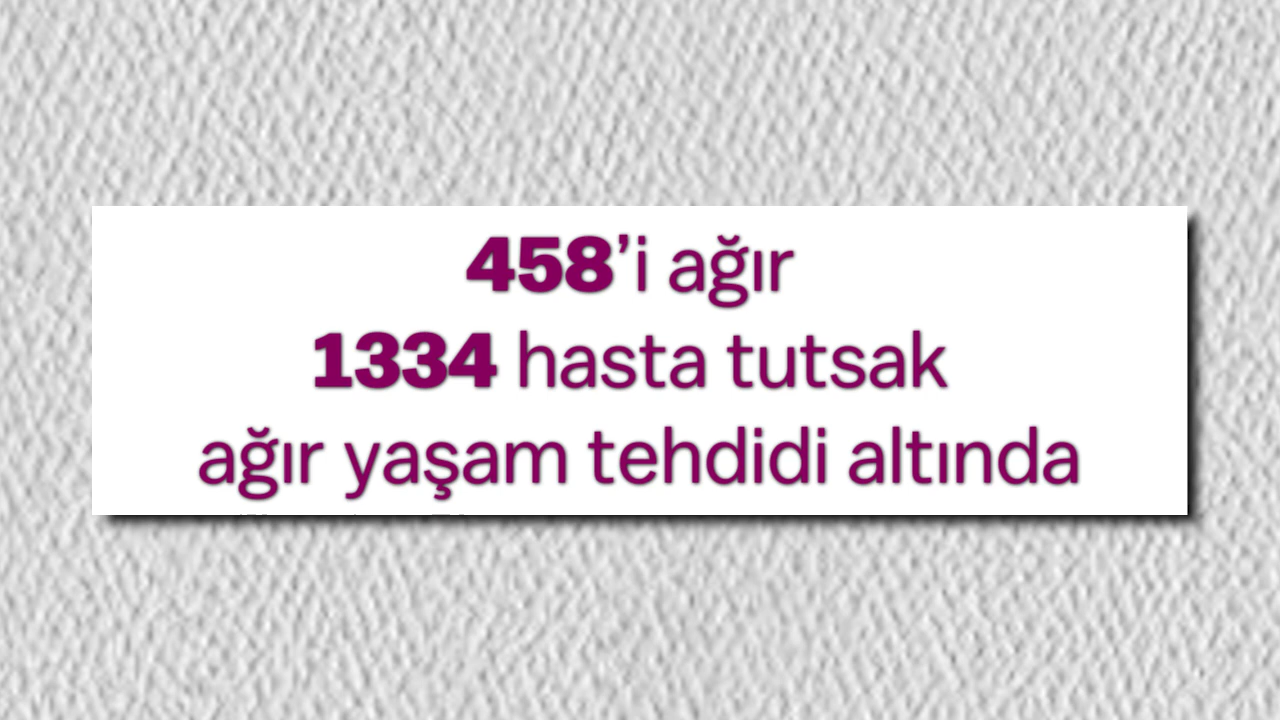 458’i ağır
1334 hasta tutsak
ağır yaşam tehdidi altında